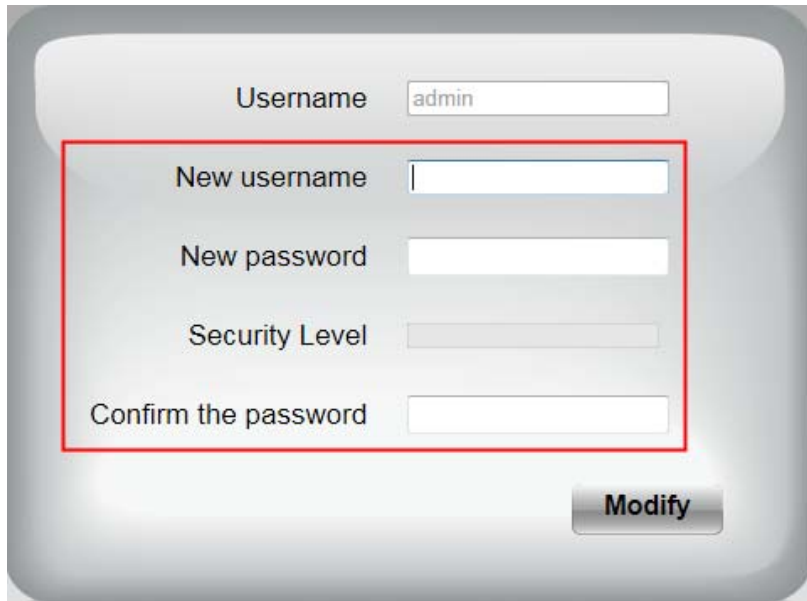 Username admin
New username
New password
Security Level
Confirm the password
Modify